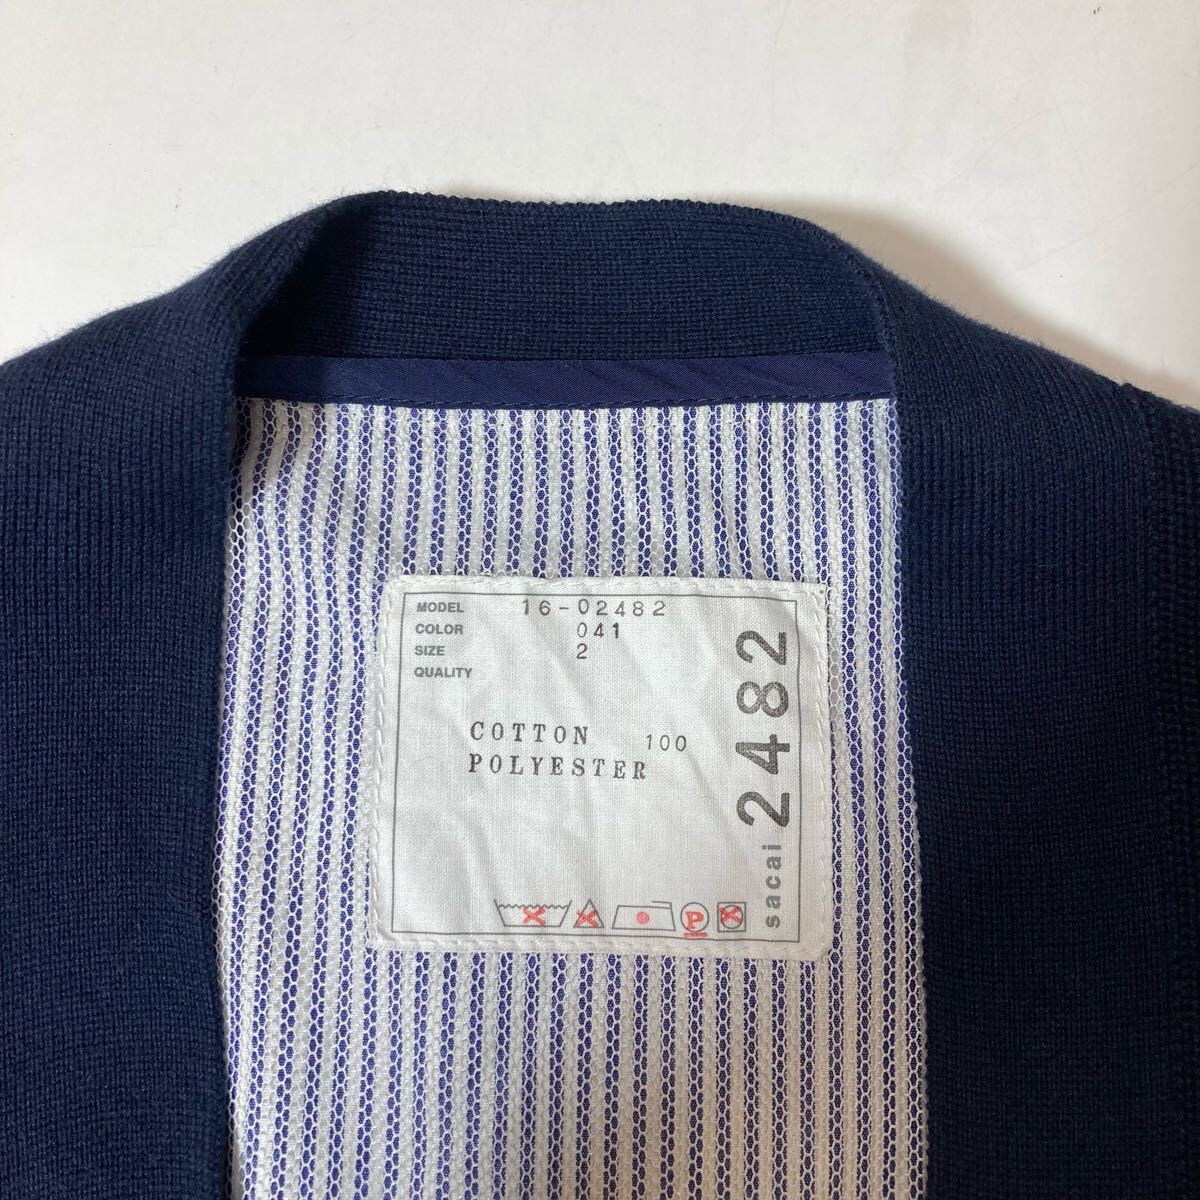 MODEL 16-02482
COLOR 041
SIZE 2
QUALITY
COTTON 100
POLYESTER
sacai 2482
P